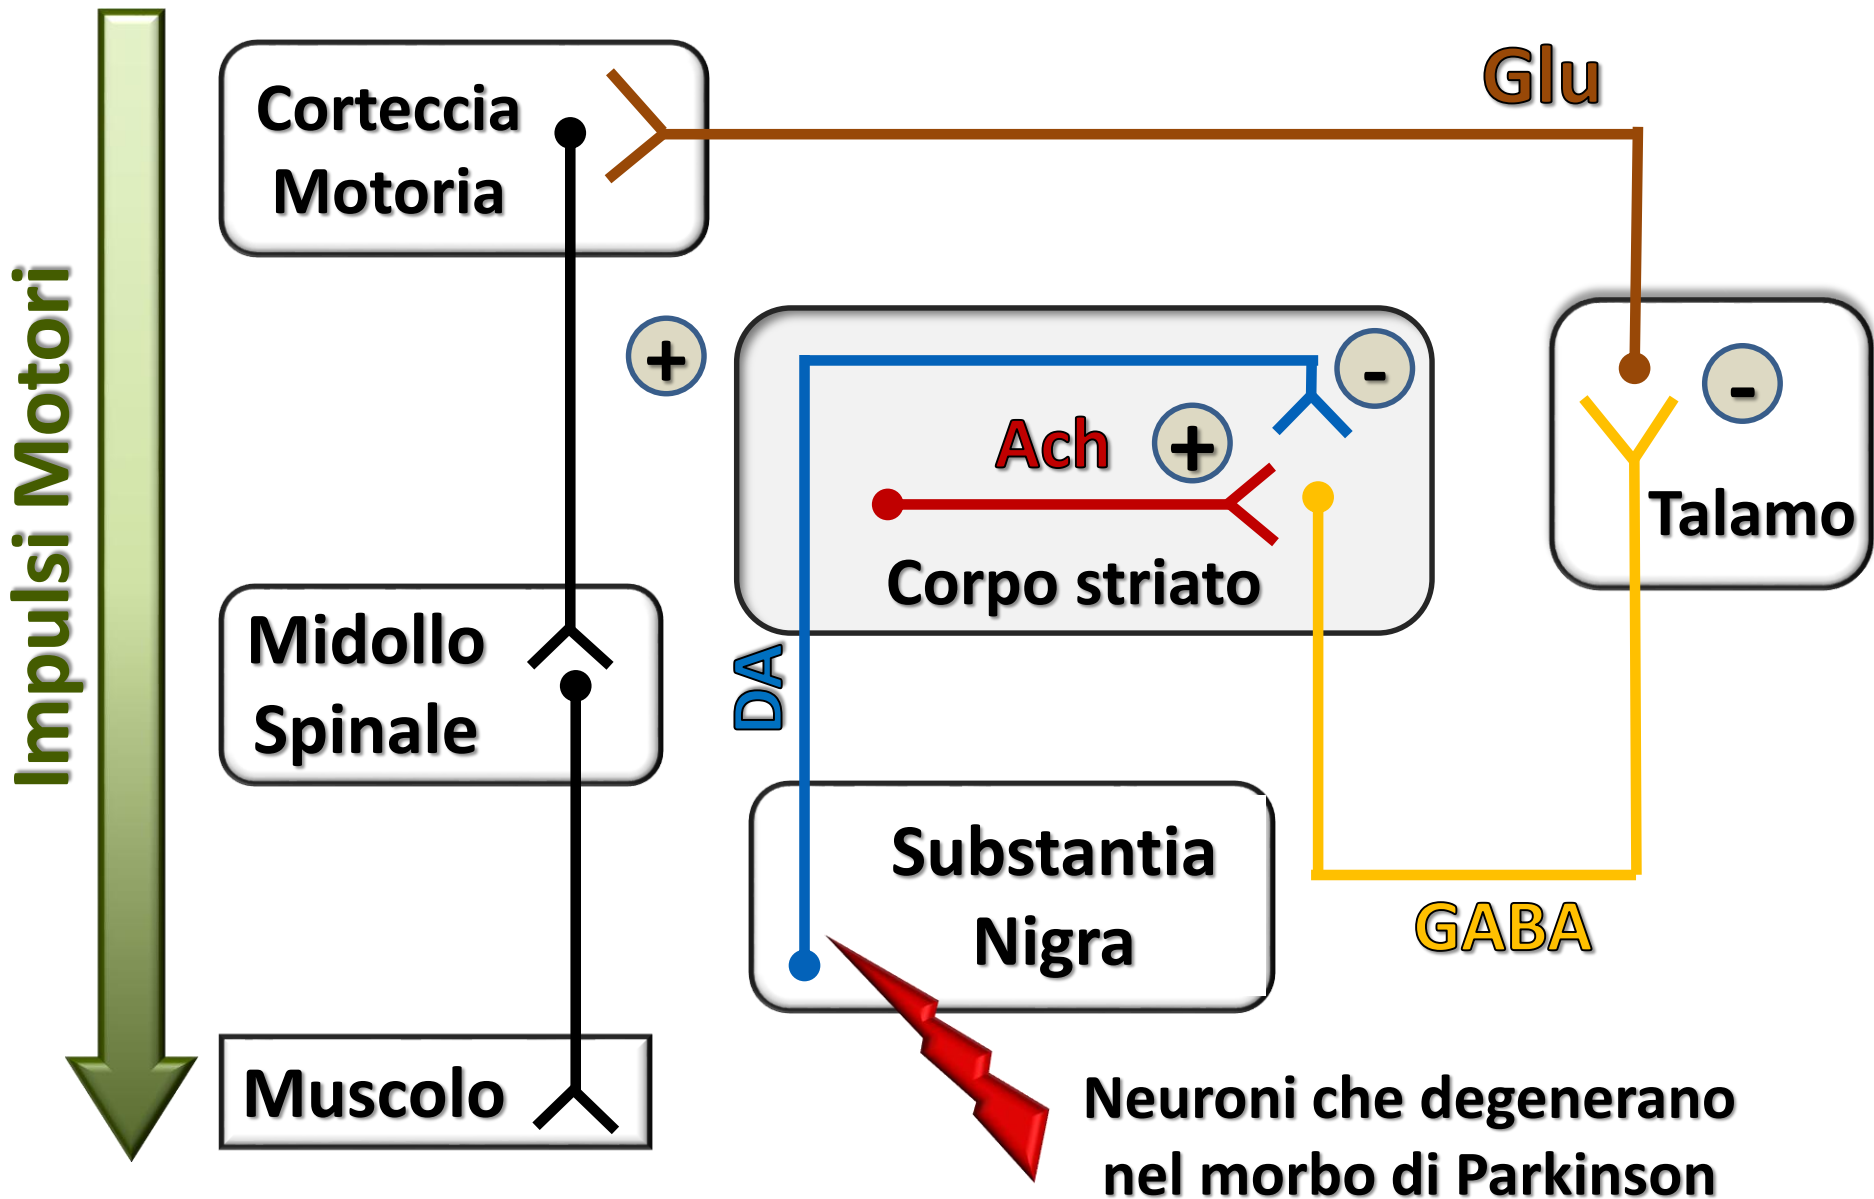 Impulsi Motori
Corteccia
Motoria
Glu
+
-
-
Ach
+
Talamo
Corpo striato
Midollo
Spinale
DA
Substantia
Nigra
GABA
Muscolo
Neuroni che degenerano
nel morbo di Parkinson